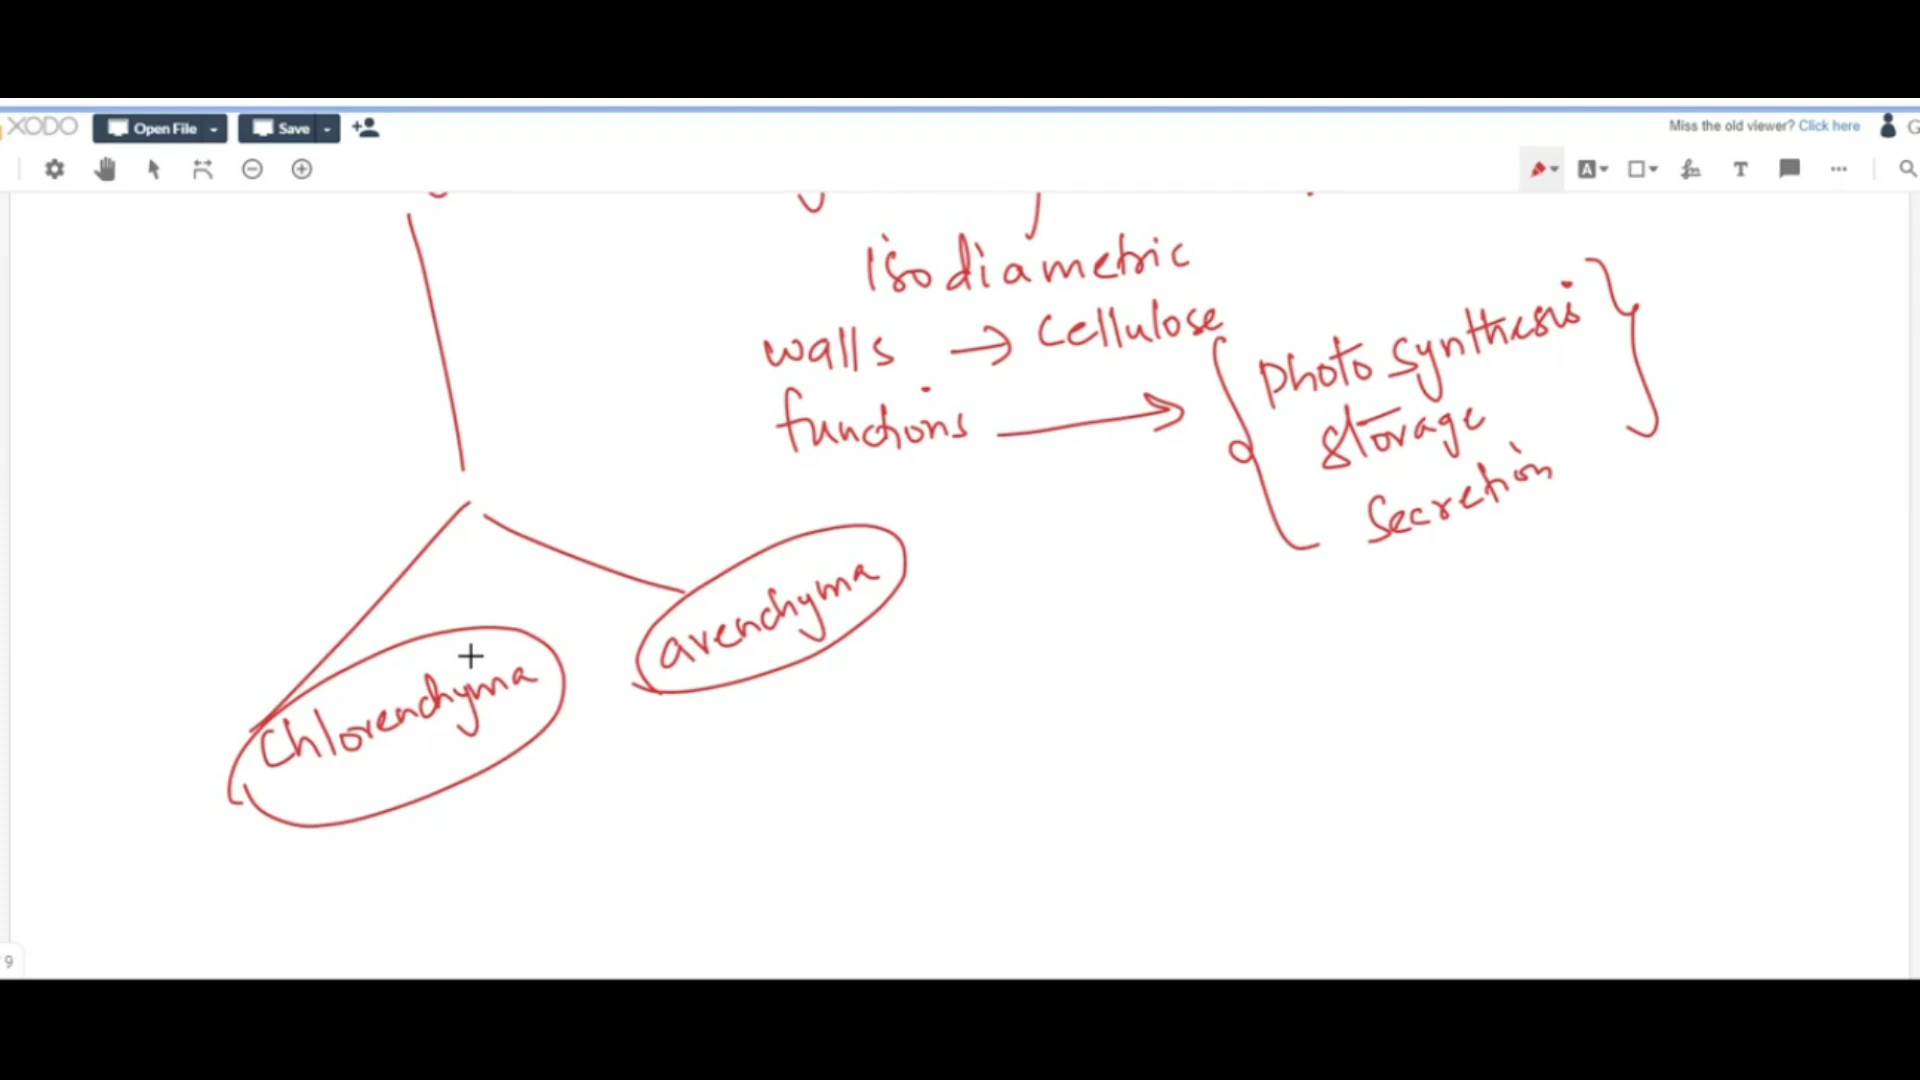 XODO Open File Save Miss the old viewer? Click here G
A T
Isodiametric
walls → cellulose
functions → photosynthesis
storage
secretion
arenchyma
chlorenchyma
9